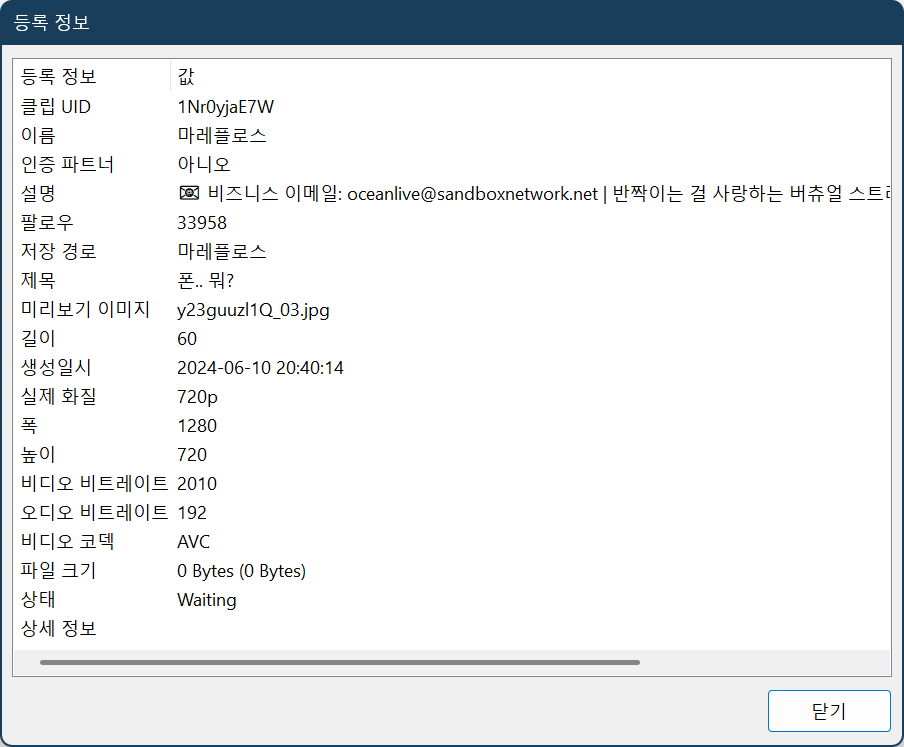 등록 정보
등록 정보 값
클립 UID 1Nr0yjaE7W
이름 마레플로스
인증 파트너 아니오
설명 📧 비즈니스 이메일: oceanlive@sandboxnetwork.net | 반짝이는 걸 사랑하는 버츄얼 스트
팔로우 33958
저장 경로 마레플로스
제목 폰.. 뭐?
미리보기 이미지 y23guuzl1Q_03.jpg
길이 60
생성일시 2024-06-10 20:40:14
실제 화질 720p
폭 1280
높이 720
비디오 비트레이트 2010
오디오 비트레이트 192
비디오 코덱 AVC
파일 크기 0 Bytes (0 Bytes)
상태 Waiting
상세 정보
닫기